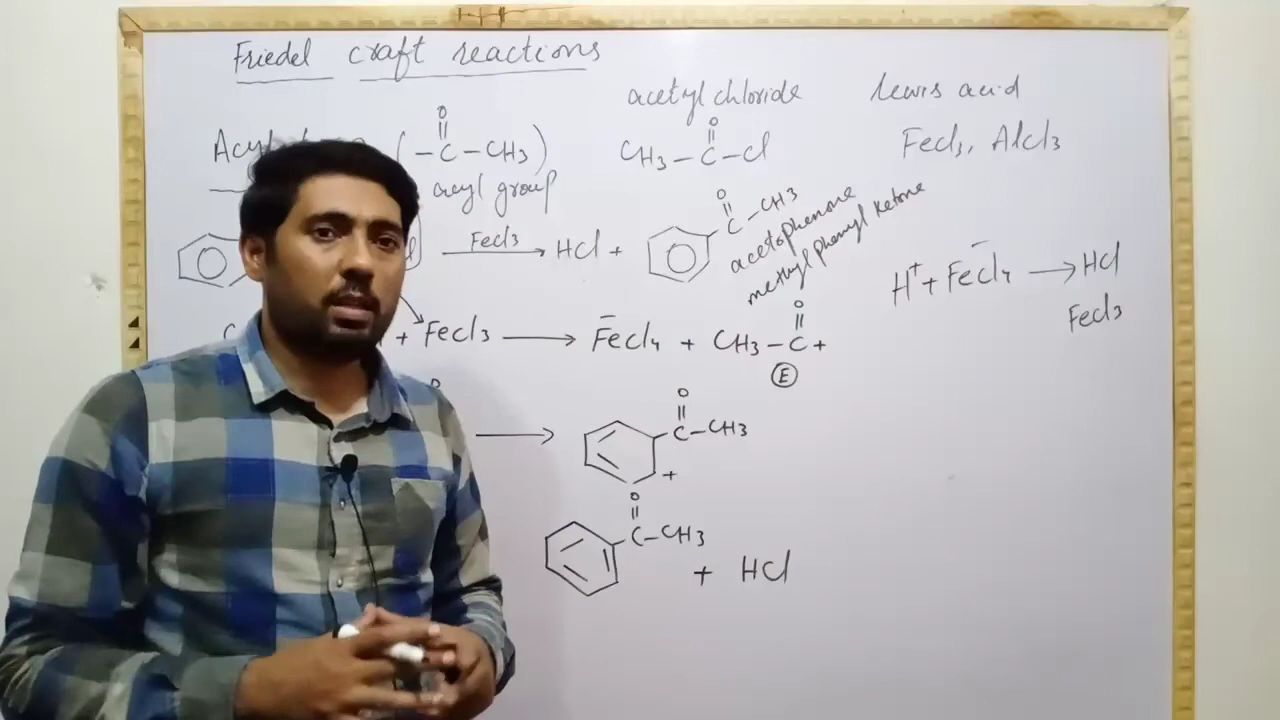 Friedel craft reactions
acetyl chloride
Lewis acid
O
( -C-CH3)
acyl group
O
CH3-C-Cl
FeCl3, AlCl3
FeCl3
HCl +
O
C-CH3
acetophenone
methyl phenyl ketone
H+ + FeCl4- → HCl
FeCl3
+ FeCl3 → FeCl4- +
O
CH3-C+
E
→
O
C-CH3
+
O
C-CH3
+ HCl